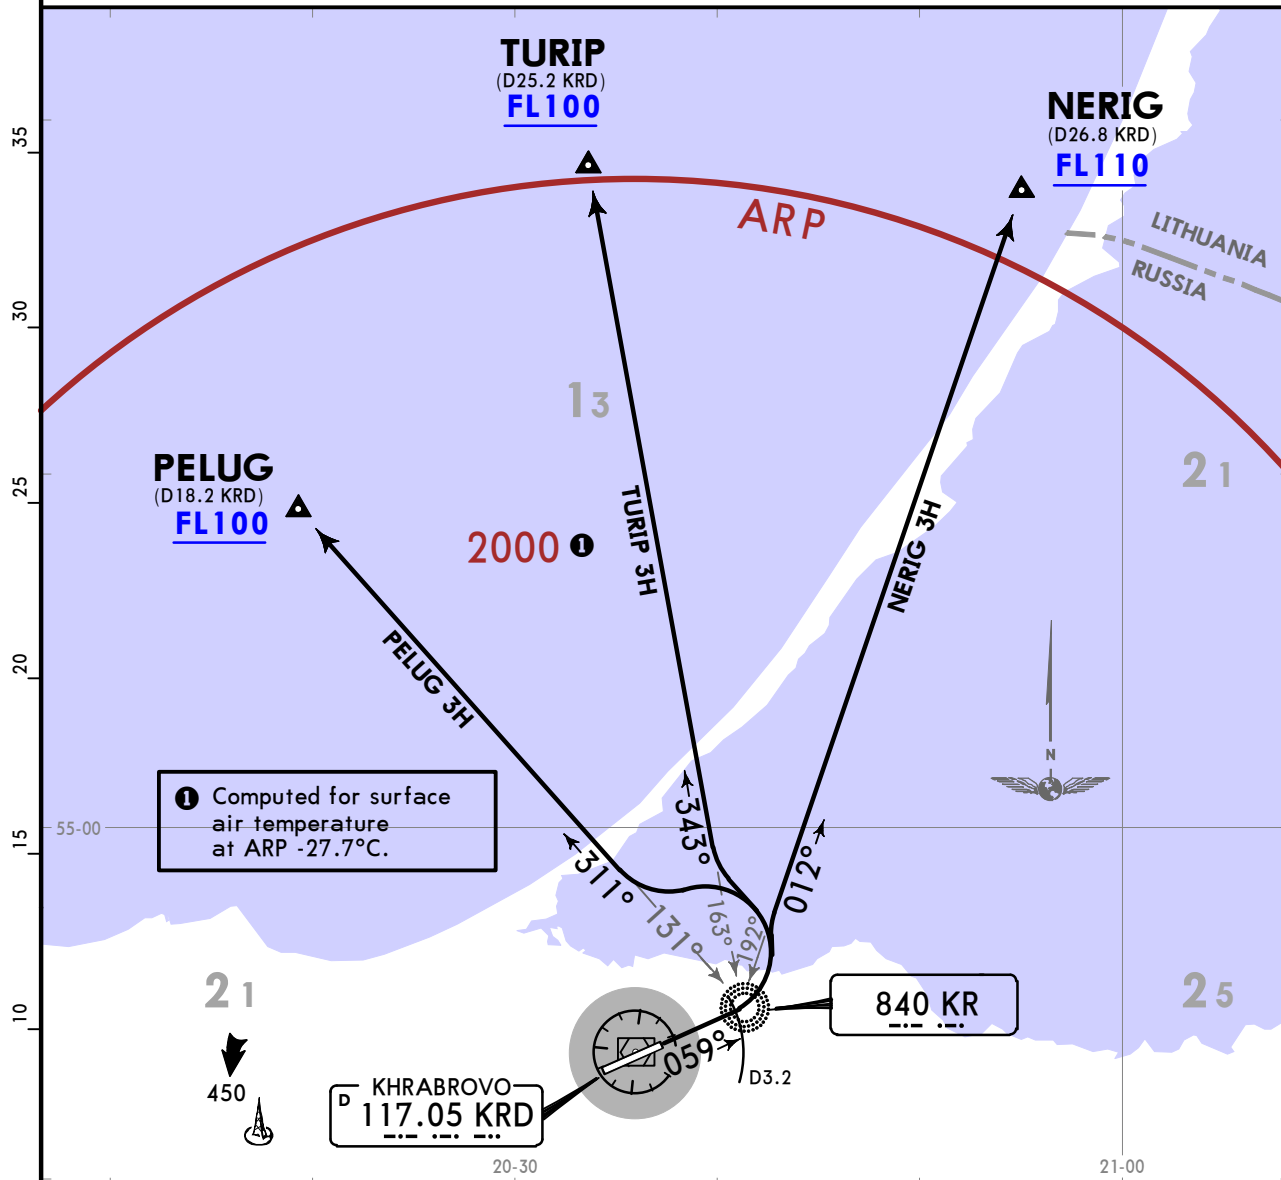 TURIP
(D25.2 KRD)
FL100
NERIG
(D26.8 KRD)
FL110
ARP
LITHUANIA
RUSSIA
35
30
25
20
15
10
13
21
PELUG
(D18.2 KRD)
FL100
2000 1
TURIP 3H
NERIG 3H
PELUG 3H
N
1 Computed for surface
air temperature
at ARP -27.7°C.
55-00
311°
343°
012°
131°
163°
192°
21
25
840 KR
059°
D3.2
450
KHRABROVO
D 117.05 KRD
20-30
21-00